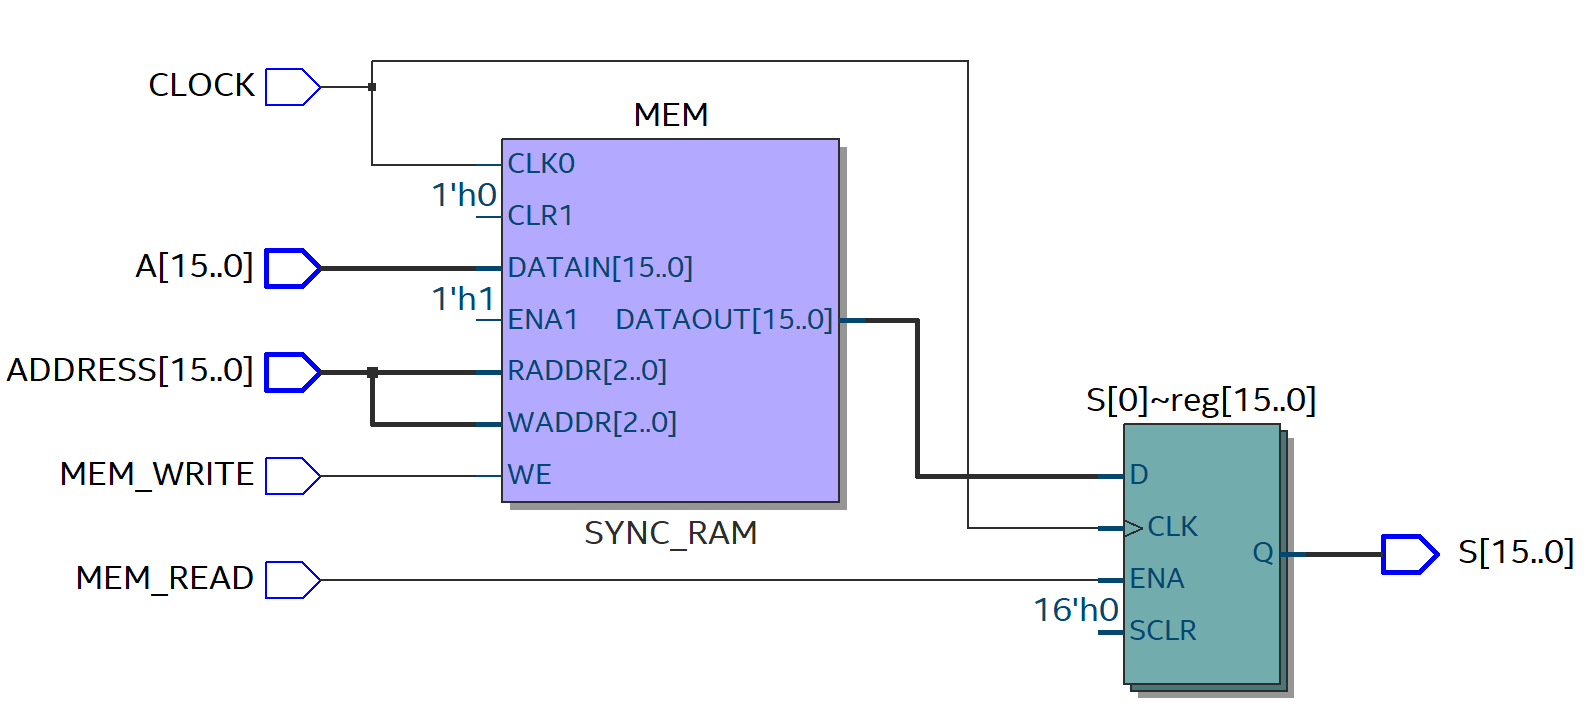 CLOCK
MEM
CLK0
1'h0
CLR1
A[15..0]
DATAIN[15..0]
1'h1
ENA1
DATAOUT[15..0]
ADDRESS[15..0]
RADDR[2..0]
WADDR[2..0]
MEM_WRITE
WE
SYNC_RAM
MEM_READ
S[0]~reg[15..0]
D
CLK
Q
ENA
16'h0
SCLR
S[15..0]